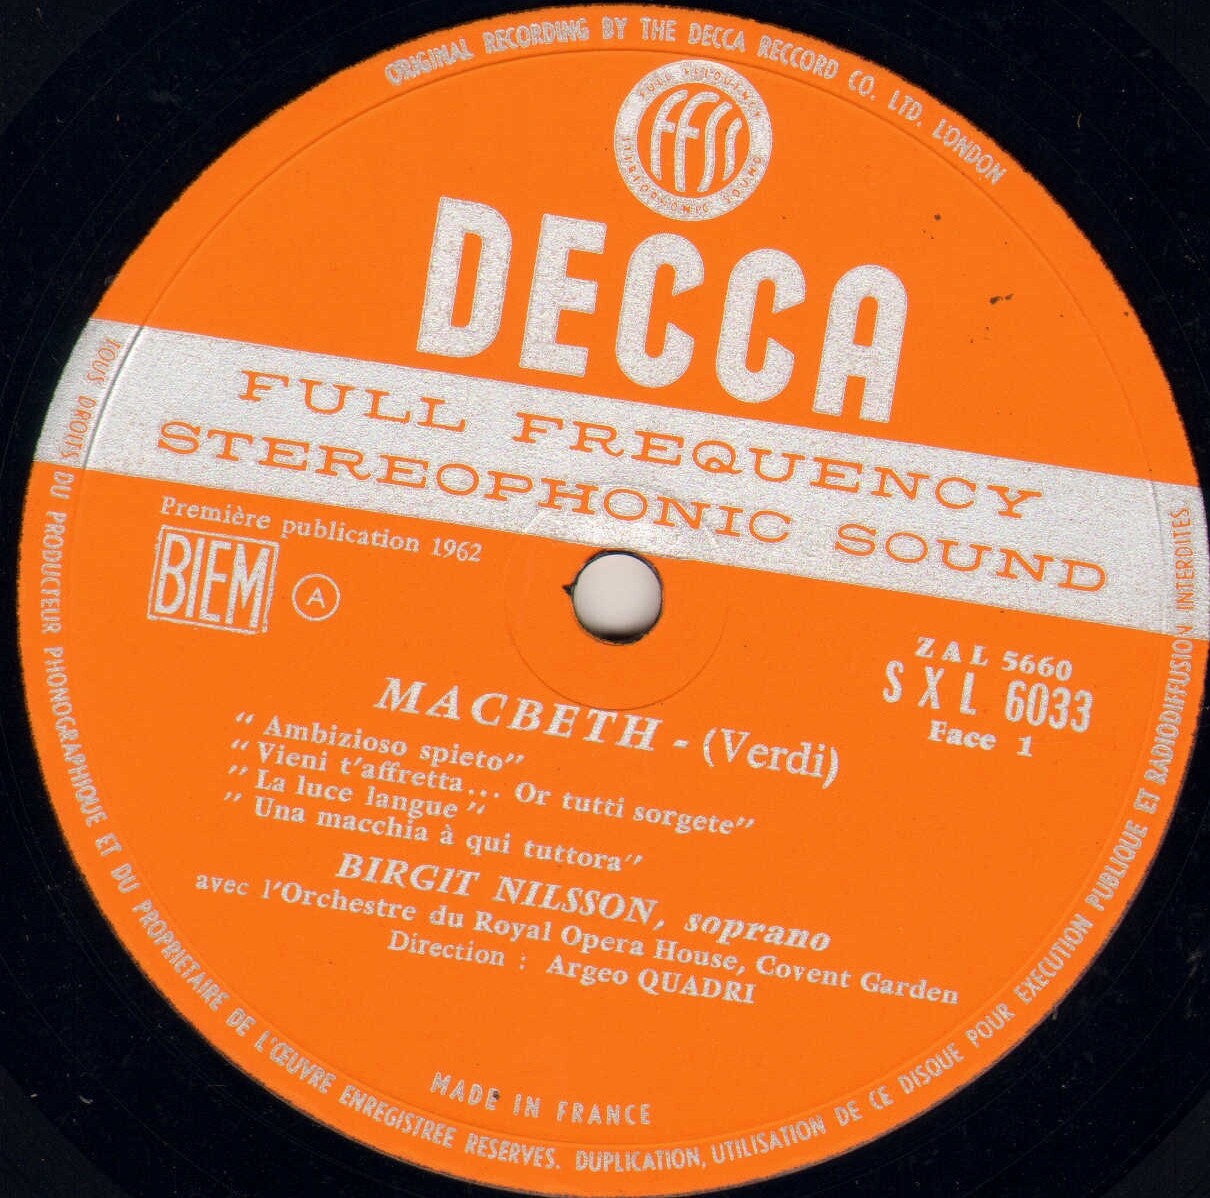 ORIGINAL RECORDING BY THE DECCA RECCORD CO. LTD. LONDON
FULL FREQUENCY
FFSS
STEREOPHONIC SOUND
DECCA
FULL FREQUENCY
STEREOPHONIC SOUND
Première publication 1962
BIEM
A
ZAL 5660
SXL 6033
Face 1
MACBETH - (Verdi)
"Ambizioso spieto"
"Vieni t'affretta... Or tutti sorgete"
"La luce langue"
"Una macchia à qui tuttora"
BIRGIT NILSSON, soprano
avec l'Orchestre du Royal Opera House, Covent Garden
Direction : Argeo QUADRI
MADE IN FRANCE
TOUS DROITS DU PRODUCTEUR PHONOGRAPHIQUE ET DU PROPRIETAIRE DE L'ŒUVRE ENREGISTREE RESERVES. DUPLICATION, UTILISATION DE CE DISQUE POUR EXECUTION PUBLIQUE ET RADIODIFFUSION INTERDITES